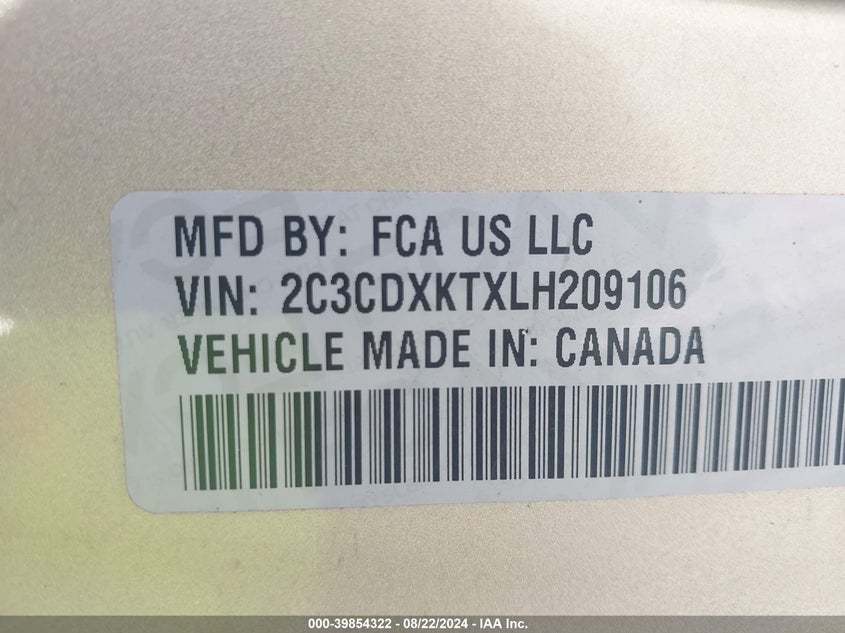 MFD BY: FCA US LLC
VIN: 2C3CDXKTXLH209106
VEHICLE MADE IN: CANADA
000-39854322 - 08/22/2024 - IAA Inc.